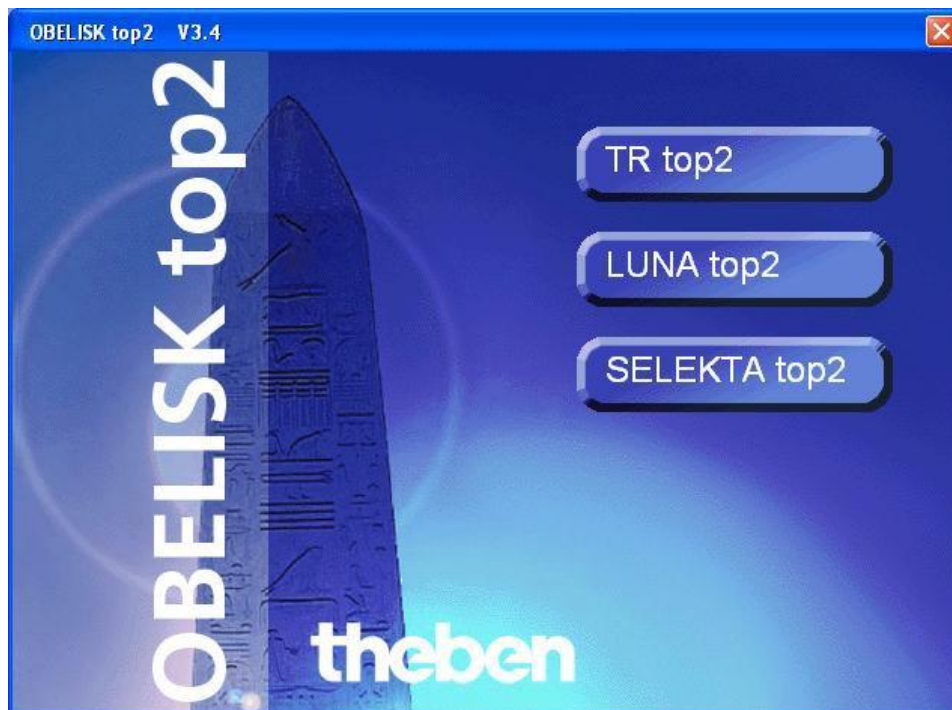 OBELISK top2 V3.4
OBELISK top2
TR top2
LUNA top2
SELEKTA top2
theben